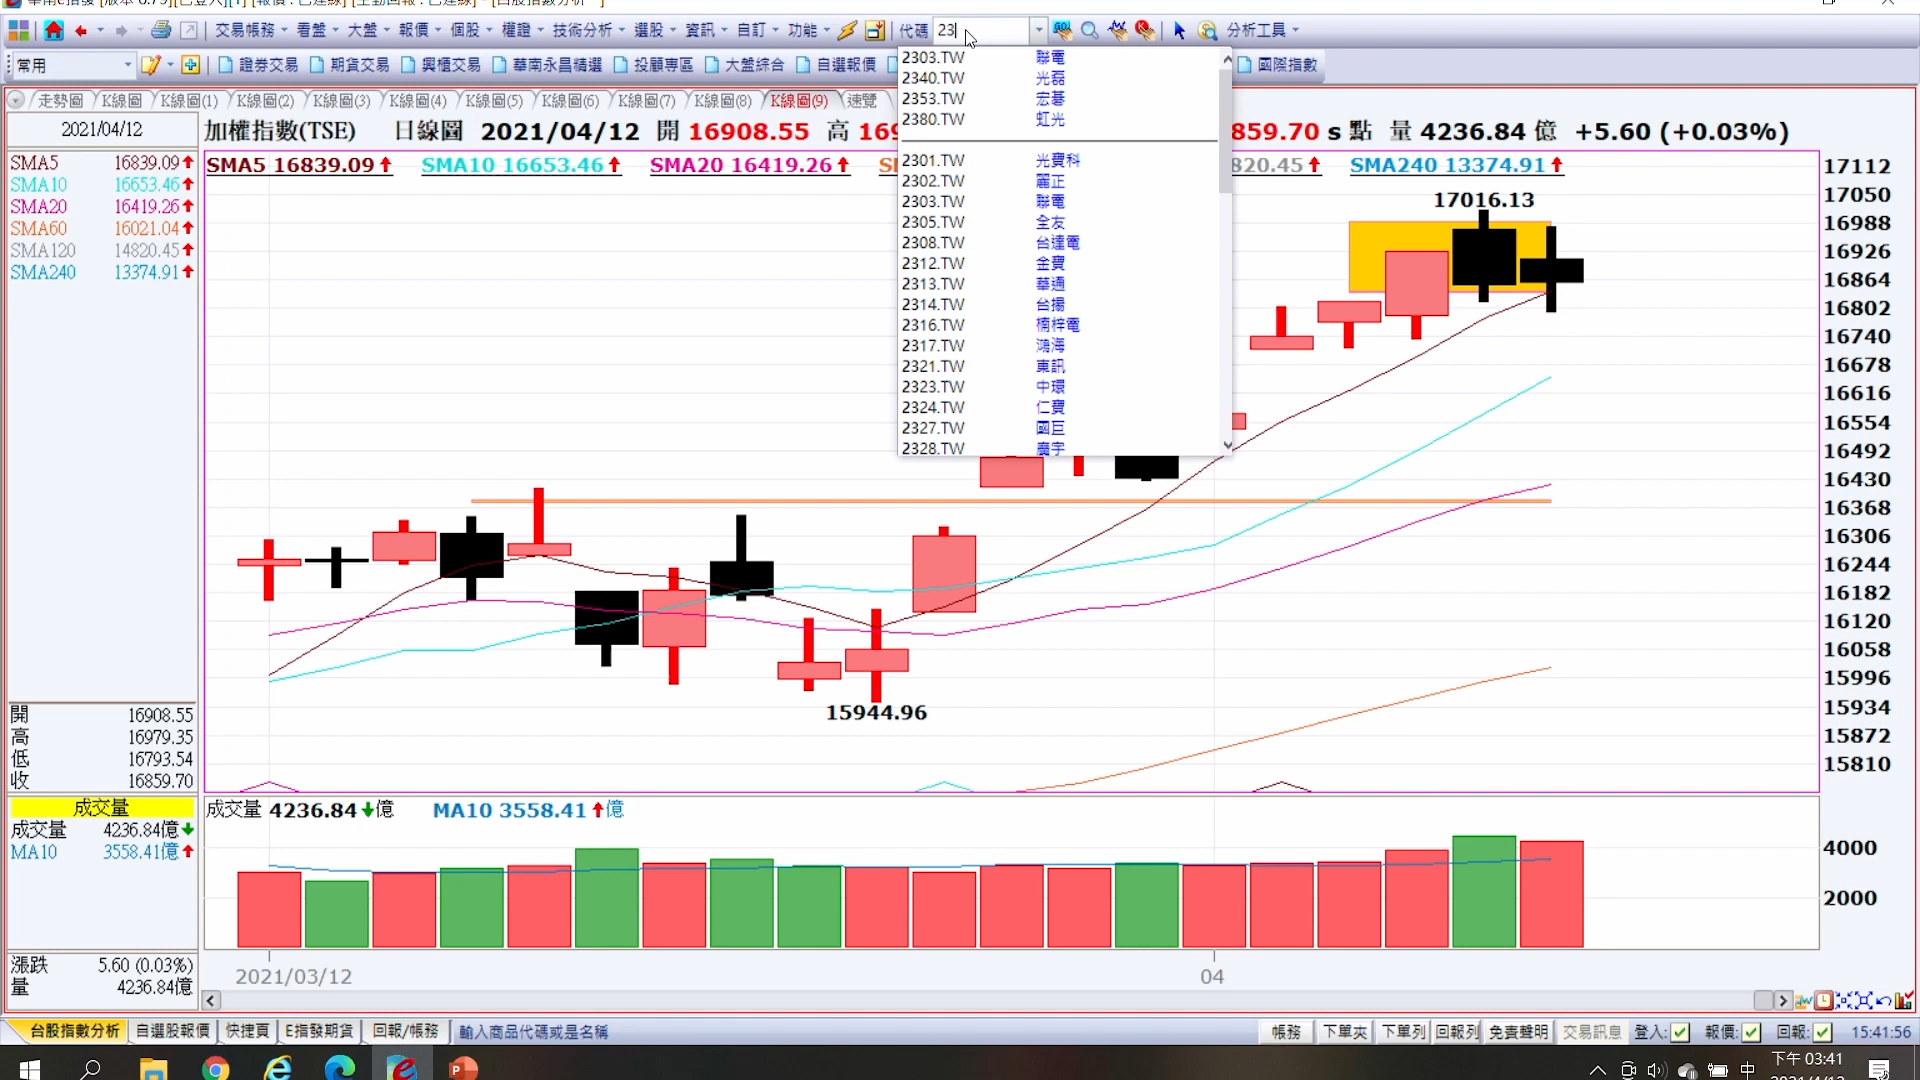 交易帳務 看盤 大盤 報價 個股 權證 技術分析 選股 資訊 自訂 功能 代碼 23 分析工具
常用 證券交易 期貨交易 興櫃交易 華南永昌精選 投顧專區 大盤綜合 自選報價 國際指數
走勢圖 K線圖 K線圖(1) K線圖(2) K線圖(3) K線圖(4) K線圖(5) K線圖(6) K線圖(7) K線圖(8) K線圖(9) 速覽
2303.TW 聯電
2340.TW 光磊
2353.TW 宏碁
2380.TW 虹光
2301.TW 光寶科
2302.TW 麗正
2303.TW 聯電
2305.TW 全友
2308.TW 台達電
2312.TW 金寶
2313.TW 華通
2314.TW 台揚
2316.TW 楠梓電
2317.TW 鴻海
2321.TW 東訊
2323.TW 中環
2324.TW 仁寶
2327.TW 國巨
2328.TW 廣宇
2021/04/12
加權指數(TSE) 日線圖 2021/04/12 開 16908.55 高 859.70 s 點 量 4236.84 億 +5.60 (+0.03%)
SMA5 16839.09 SMA10 16653.46 SMA20 16419.26 820.45 SMA240 13374.91
SMA5 16839.09
SMA10 16653.46
SMA20 16419.26
SMA60 16021.04
SMA120 14820.45
SMA240 13374.91
17016.13
15944.96
17112
17050
16988
16926
16864
16802
16740
16678
16616
16554
16492
16430
16368
16306
16244
16182
16120
16058
15996
15934
15872
15810
開 16908.55
高 16979.35
低 16793.54
收 16859.70
成交量
成交量 4236.84億
MA10 3558.41億
成交量 4236.84 億 MA10 3558.41 億
4000
2000
漲跌 5.60 (0.03%)
量 4236.84億
2021/03/12 04
台股指數分析 自選股報價 快捷頁 E指發期貨 回報/帳務 輸入商品代碼或是名稱 帳務 下單夾 下單列 回報列 免責聲明 交易訊息 登入: 報價: 回報: 15:41:56
中 下午 03:41